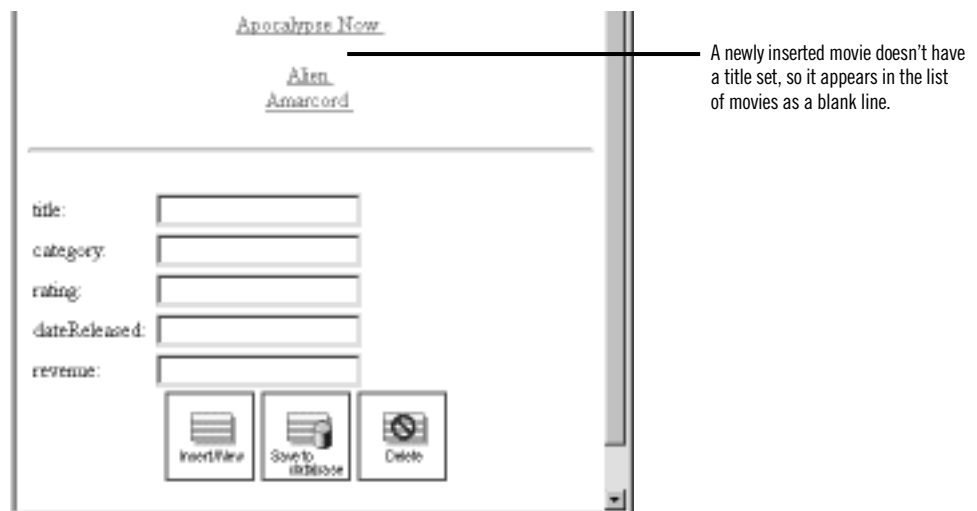 Apocalypse Now
A newly inserted movie doesn't have
a title set, so it appears in the list
of movies as a blank line.
Alien
Amarcord
title:
category:
rating:
dateReleased:
revenue:
Insert/New
Save to
database
Delete